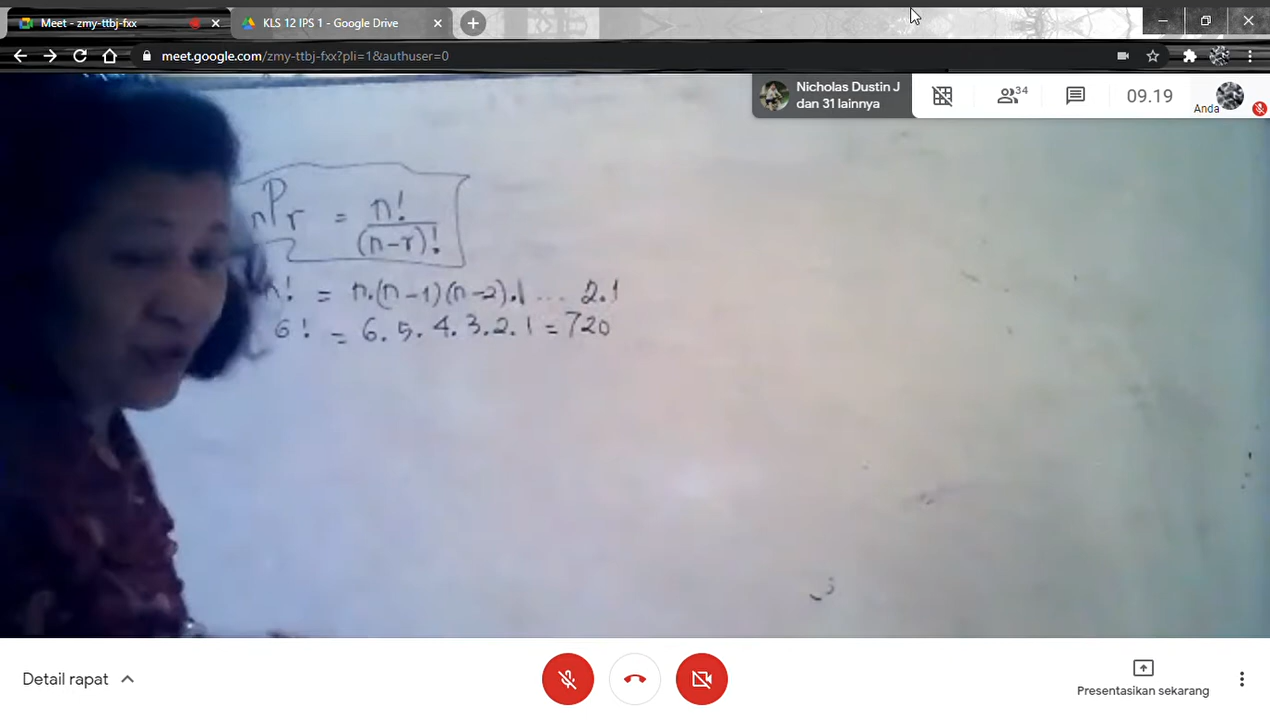 Meet - zmy-ttbj-fxx
KLS 12 IPS 1 - Google Drive
meet.google.com/zmy-ttbj-fxx?pli=1&authuser=0
Nicholas Dustin J
dan 31 lainnya
34
09.19
Anda
nPr = n!/(n-r)!
n! = n.(n-1)(n-2).1 ... 2.1
6! = 6.5.4.3.2.1 = 720
Detail rapat
Presentasikan sekarang